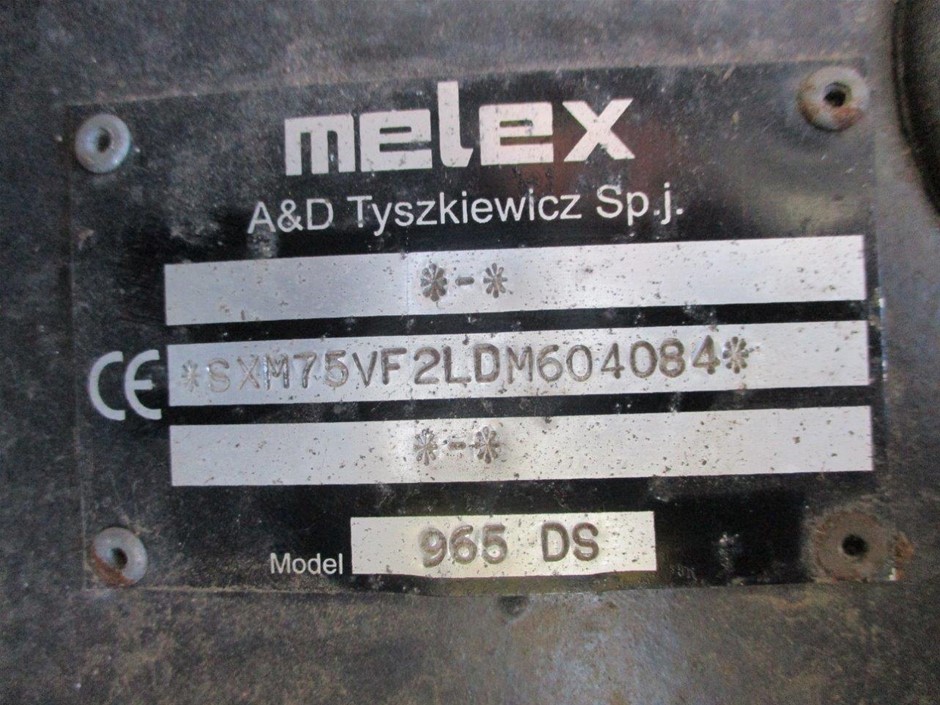 melex
A&D Tyszkiewicz Sp.j.
*-*
CE
*SXM75VF2LDM604084*
*-*
Model 965 DS